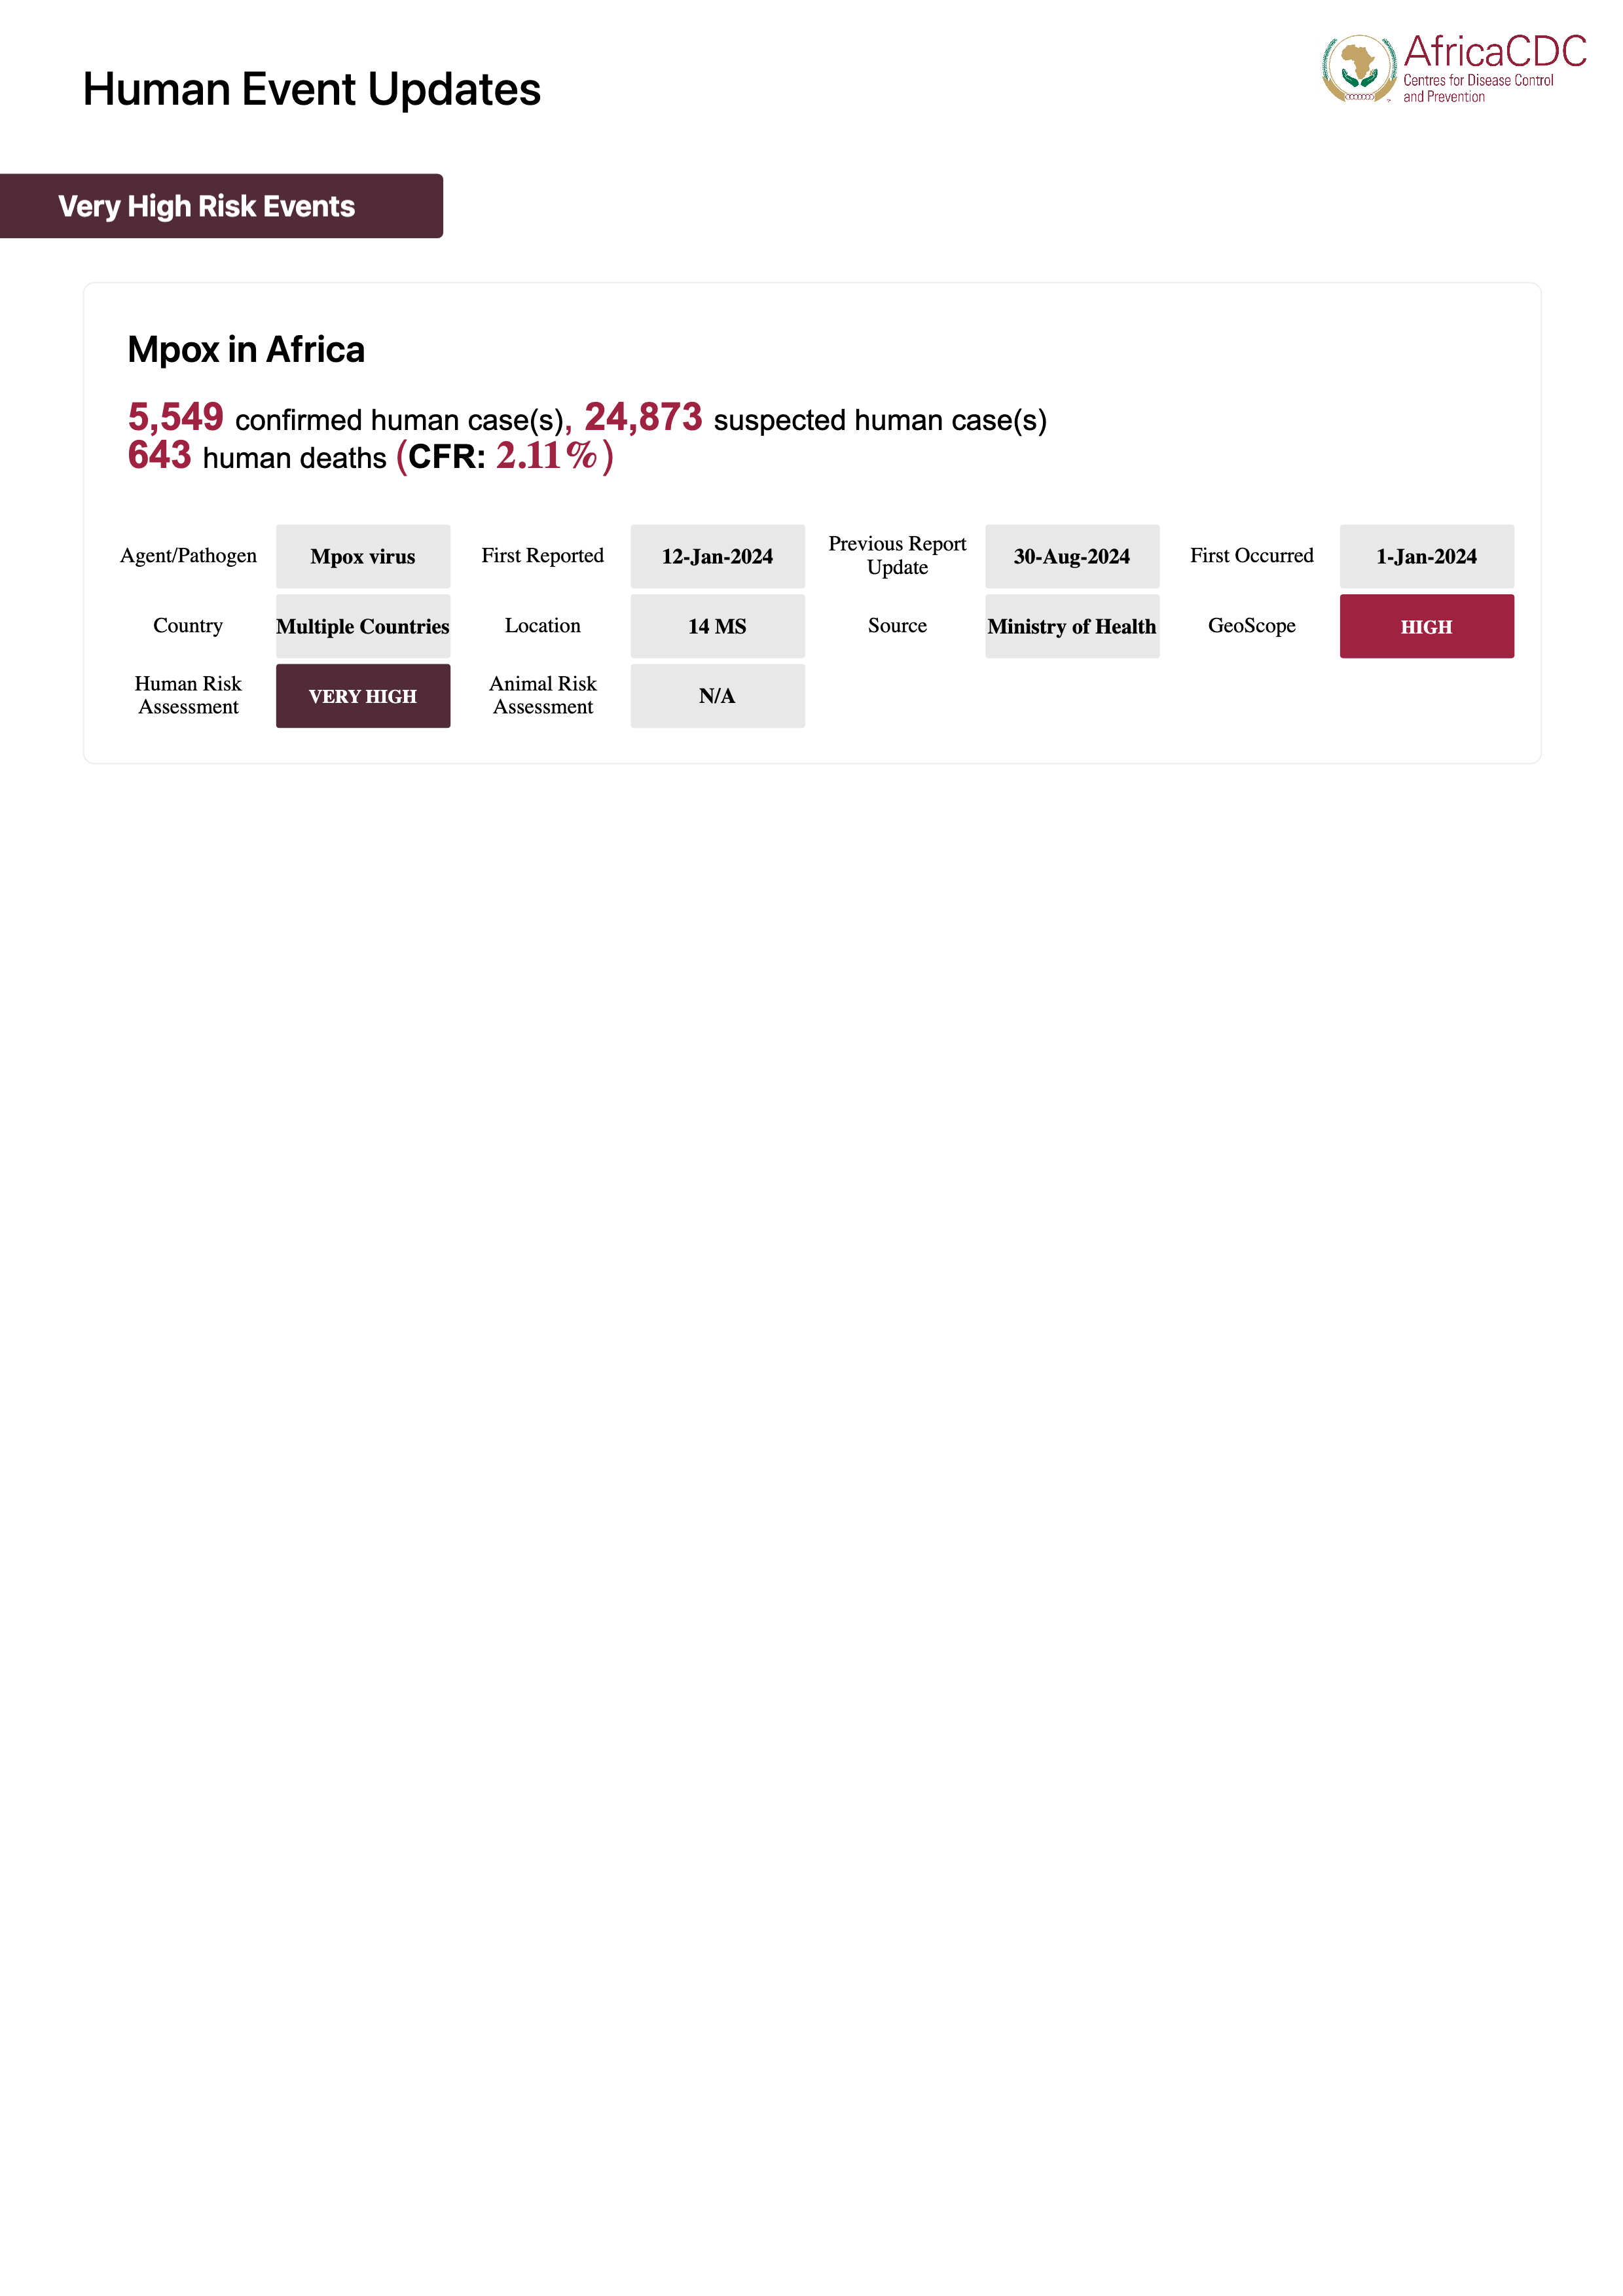 Human Event Updates
AfricaCDC
Centres for Disease Control
and Prevention
Very High Risk Events
Mpox in Africa
5,549 confirmed human case(s), 24,873 suspected human case(s)
643 human deaths (CFR: 2.11%)
Agent/Pathogen Mpox virus First Reported 12-Jan-2024 Previous Report Update 30-Aug-2024 First Occurred 1-Jan-2024
Country Multiple Countries Location 14 MS Source Ministry of Health GeoScope HIGH
Human Risk Assessment VERY HIGH Animal Risk Assessment N/A